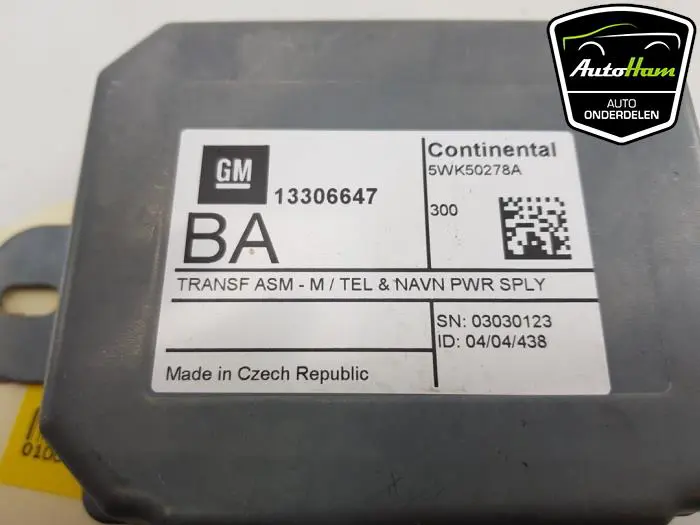 AutoHam
AUTO
ONDERDELEN
GM
13306647
BA
Continental
5WK50278A
300
TRANSF ASM - M / TEL & NAVN PWR SPLY
SN: 03030123
ID: 04/04/438
Made in Czech Republic